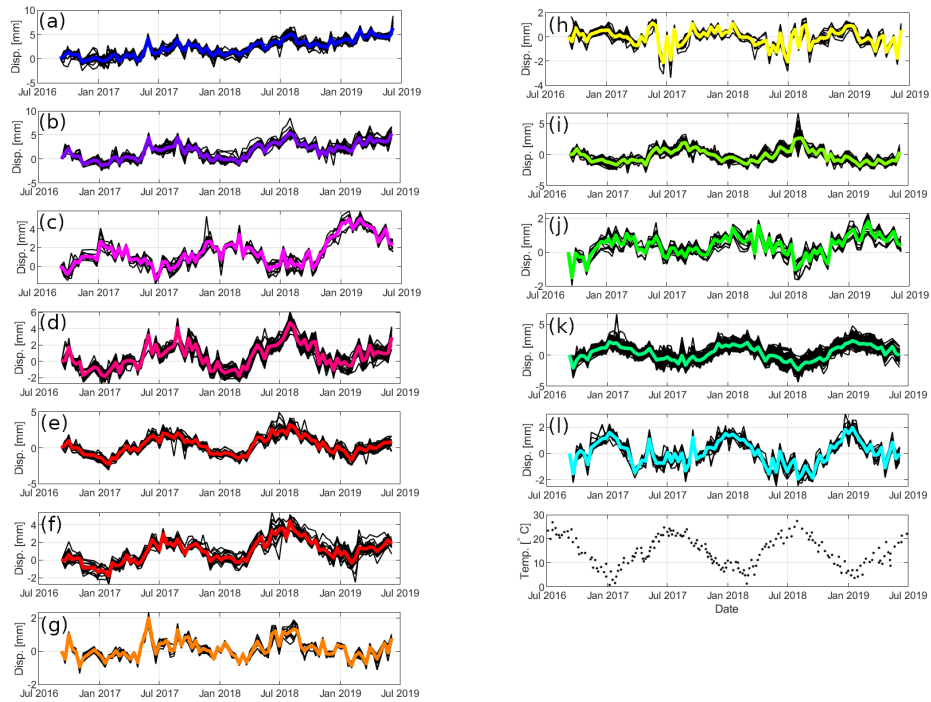 (a)
10
5
0
-5
Disp. [mm]
Jul 2016 Jan 2017 Jul 2017 Jan 2018 Jul 2018 Jan 2019 Jul 2019
(b)
10
5
0
-5
Disp. [mm]
Jul 2016 Jan 2017 Jul 2017 Jan 2018 Jul 2018 Jan 2019 Jul 2019
(c)
4
2
0
Disp. [mm]
Jul 2016 Jan 2017 Jul 2017 Jan 2018 Jul 2018 Jan 2019 Jul 2019
(d)
6
4
2
0
-2
Disp. [mm]
Jul 2016 Jan 2017 Jul 2017 Jan 2018 Jul 2018 Jan 2019 Jul 2019
(e)
5
0
-5
Disp. [mm]
Jul 2016 Jan 2017 Jul 2017 Jan 2018 Jul 2018 Jan 2019 Jul 2019
(f)
4
2
0
-2
Disp. [mm]
Jul 2016 Jan 2017 Jul 2017 Jan 2018 Jul 2018 Jan 2019 Jul 2019
(g)
2
0
-2
Disp. [mm]
Jul 2016 Jan 2017 Jul 2017 Jan 2018 Jul 2018 Jan 2019 Jul 2019
(h)
2
0
-2
-4
Disp. [mm]
Jul 2016 Jan 2017 Jul 2017 Jan 2018 Jul 2018 Jan 2019 Jul 2019
(i)
5
0
-5
Disp. [mm]
Jul 2016 Jan 2017 Jul 2017 Jan 2018 Jul 2018 Jan 2019 Jul 2019
(j)
2
0
-2
Disp. [mm]
Jul 2016 Jan 2017 Jul 2017 Jan 2018 Jul 2018 Jan 2019 Jul 2019
(k)
5
0
-5
Disp. [mm]
Jul 2016 Jan 2017 Jul 2017 Jan 2018 Jul 2018 Jan 2019 Jul 2019
(l)
2
0
-2
Disp. [mm]
Jul 2016 Jan 2017 Jul 2017 Jan 2018 Jul 2018 Jan 2019 Jul 2019
30
20
10
0
Temp. [°C]
Jul 2016 Jan 2017 Jul 2017 Jan 2018 Jul 2018 Jan 2019 Jul 2019
Date